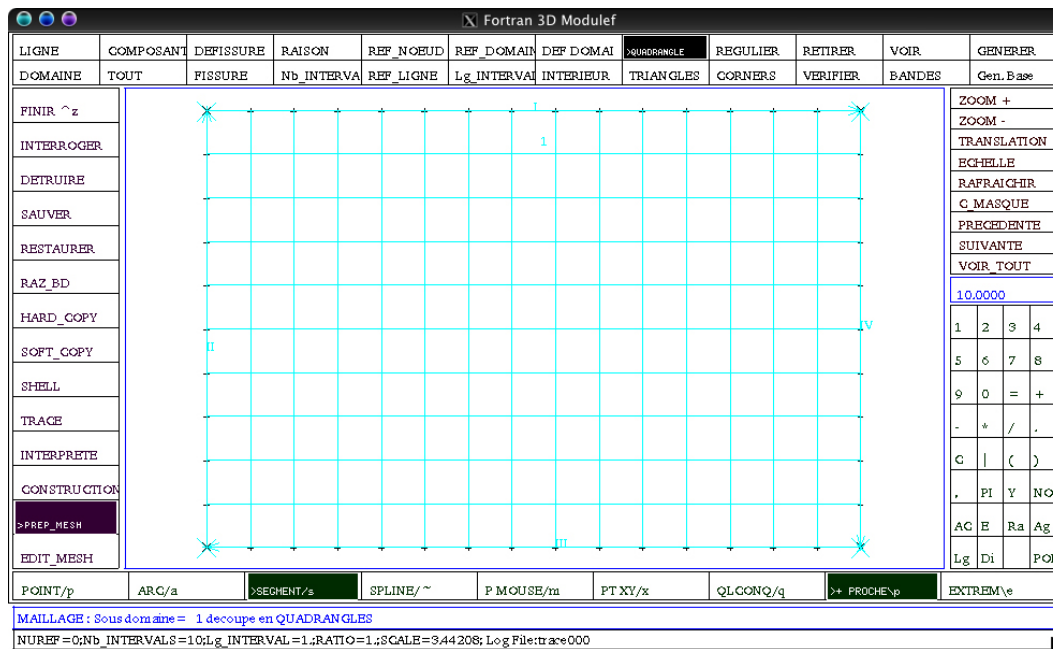 Fortran 3D Modulef
LIGNE COMPOSANT DEFISSURE RAISON REF_NOEUD REF_DOMAIN DEF DOMAI >QUADRANGLE REGULIER RETIRER VOIR GENERER
DOMAINE TOUT FISSURE Nb_INTERVA REF_LIGNE Lg_INTERVAL INTERIEUR TRIANGLES CORNERS VERIFIER BANDES Gen. Base
FINIR ^z
INTERROGER
DETRUIRE
SAUVER
RESTAURER
RAZ_BD
HARD_COPY
SOFT_COPY
SHELL
TRACE
INTERPRETE
CONSTRUCTION
>PREP_MESH
EDIT_MESH
I
1
II
IV
III
ZOOM +
ZOOM -
TRANSLATION
ECHELLE
RAFRAICHIR
C_MASQUE
PRECEDENTE
SUIVANTE
VOIR_TOUT
10.0000
1 2 3 4
5 6 7 8
9 0 = +
- * / .
C | ( )
, PI Y NO
AC E Ra Ag
Lg Di POI
POINT/p ARC/a >SEGMENT/s SPLINE/~ P MOUSE/m PT XY/x QLCONQ/q >+ PROCHE\p EXTREM\e
MAILLAGE : Sous domaine = 1 decoupe en QUADRANGLES
NUREF=0;Nb_INTERVALS=10;Lg_INTERVAL=1.;RATIO=1.;SCALE=3.44208; Log File:trace000